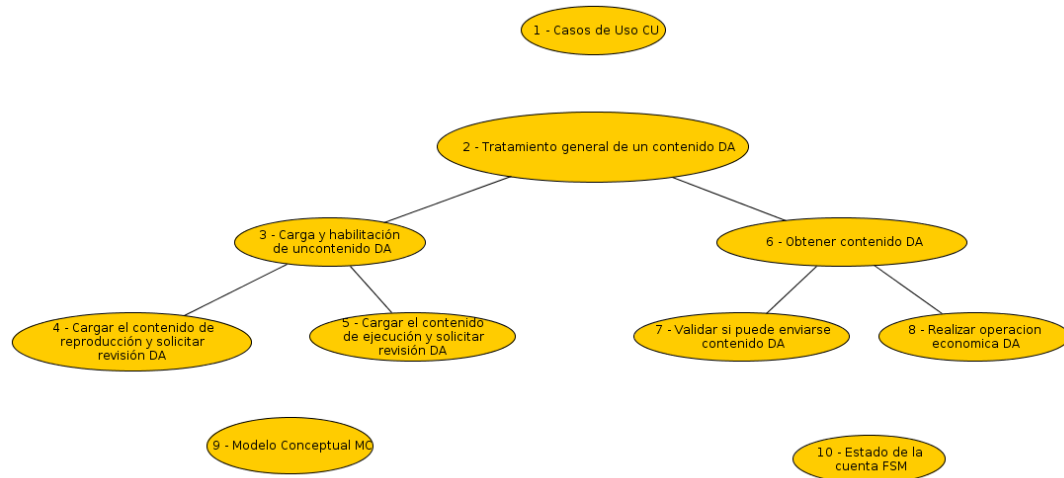 1 - Casos de Uso CU
2 - Tratamiento general de un contenido DA
3 - Carga y habilitación
de uncontenido DA
6 - Obtener contenido DA
4 - Cargar el contenido de
reproducción y solicitar
revisión DA
5 - Cargar el contenido
de ejecución y solicitar
revisión DA
7 - Validar si puede enviarse
contenido DA
8 - Realizar operacion
economica DA
9 - Modelo Conceptual MC
10 - Estado de la
cuenta FSM